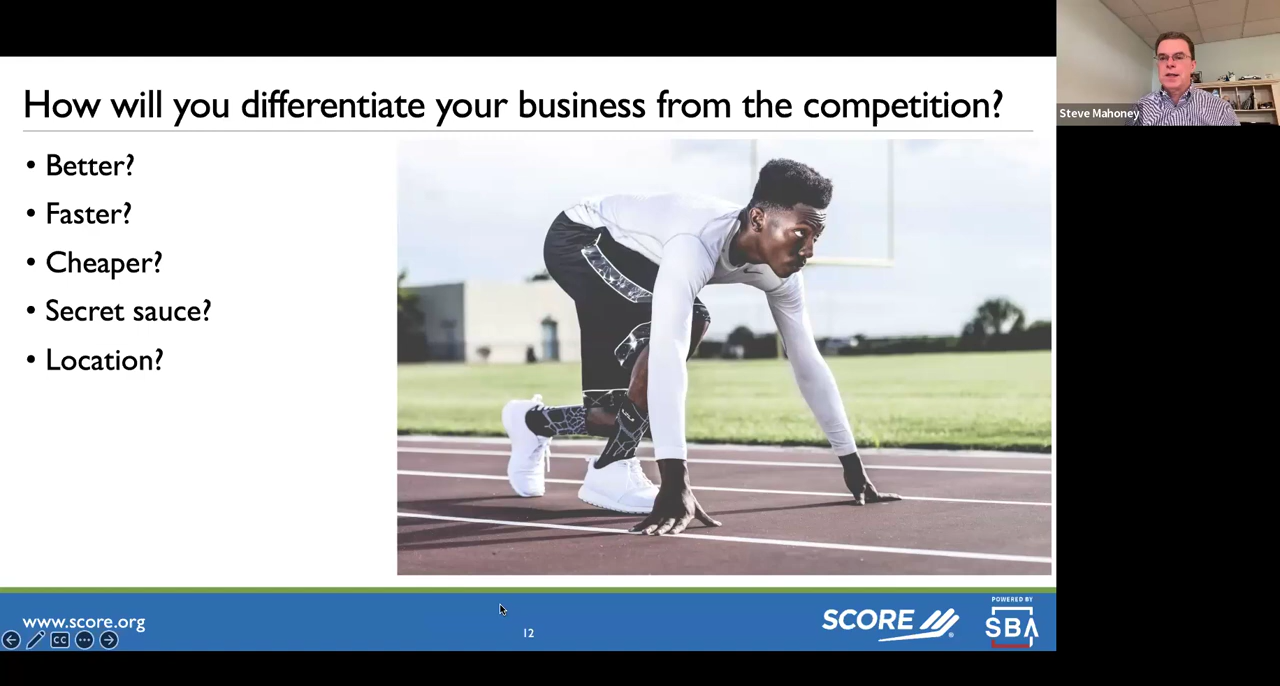 How will you differentiate your business from the competition?
• Better?
• Faster?
• Cheaper?
• Secret sauce?
• Location?
Steve Mahoney
www.score.org
CC
12
SCORE
®
POWERED BY
SBA